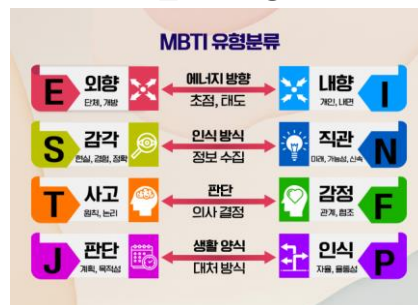 MBTI 유형분류
E 외향 에너지 방향 내향 I
단체, 개방 초점, 태도 개인, 내면
S 감각 인식 방식 직관 N
현실, 경험, 정확 정보 수집 미래, 가능성, 신속
T 사고 판단 감정 F
원칙, 논리 의사 결정 관계, 협조
J 판단 생활 양식 인식 P
계획, 목적성 대처 방식 자율, 융통성